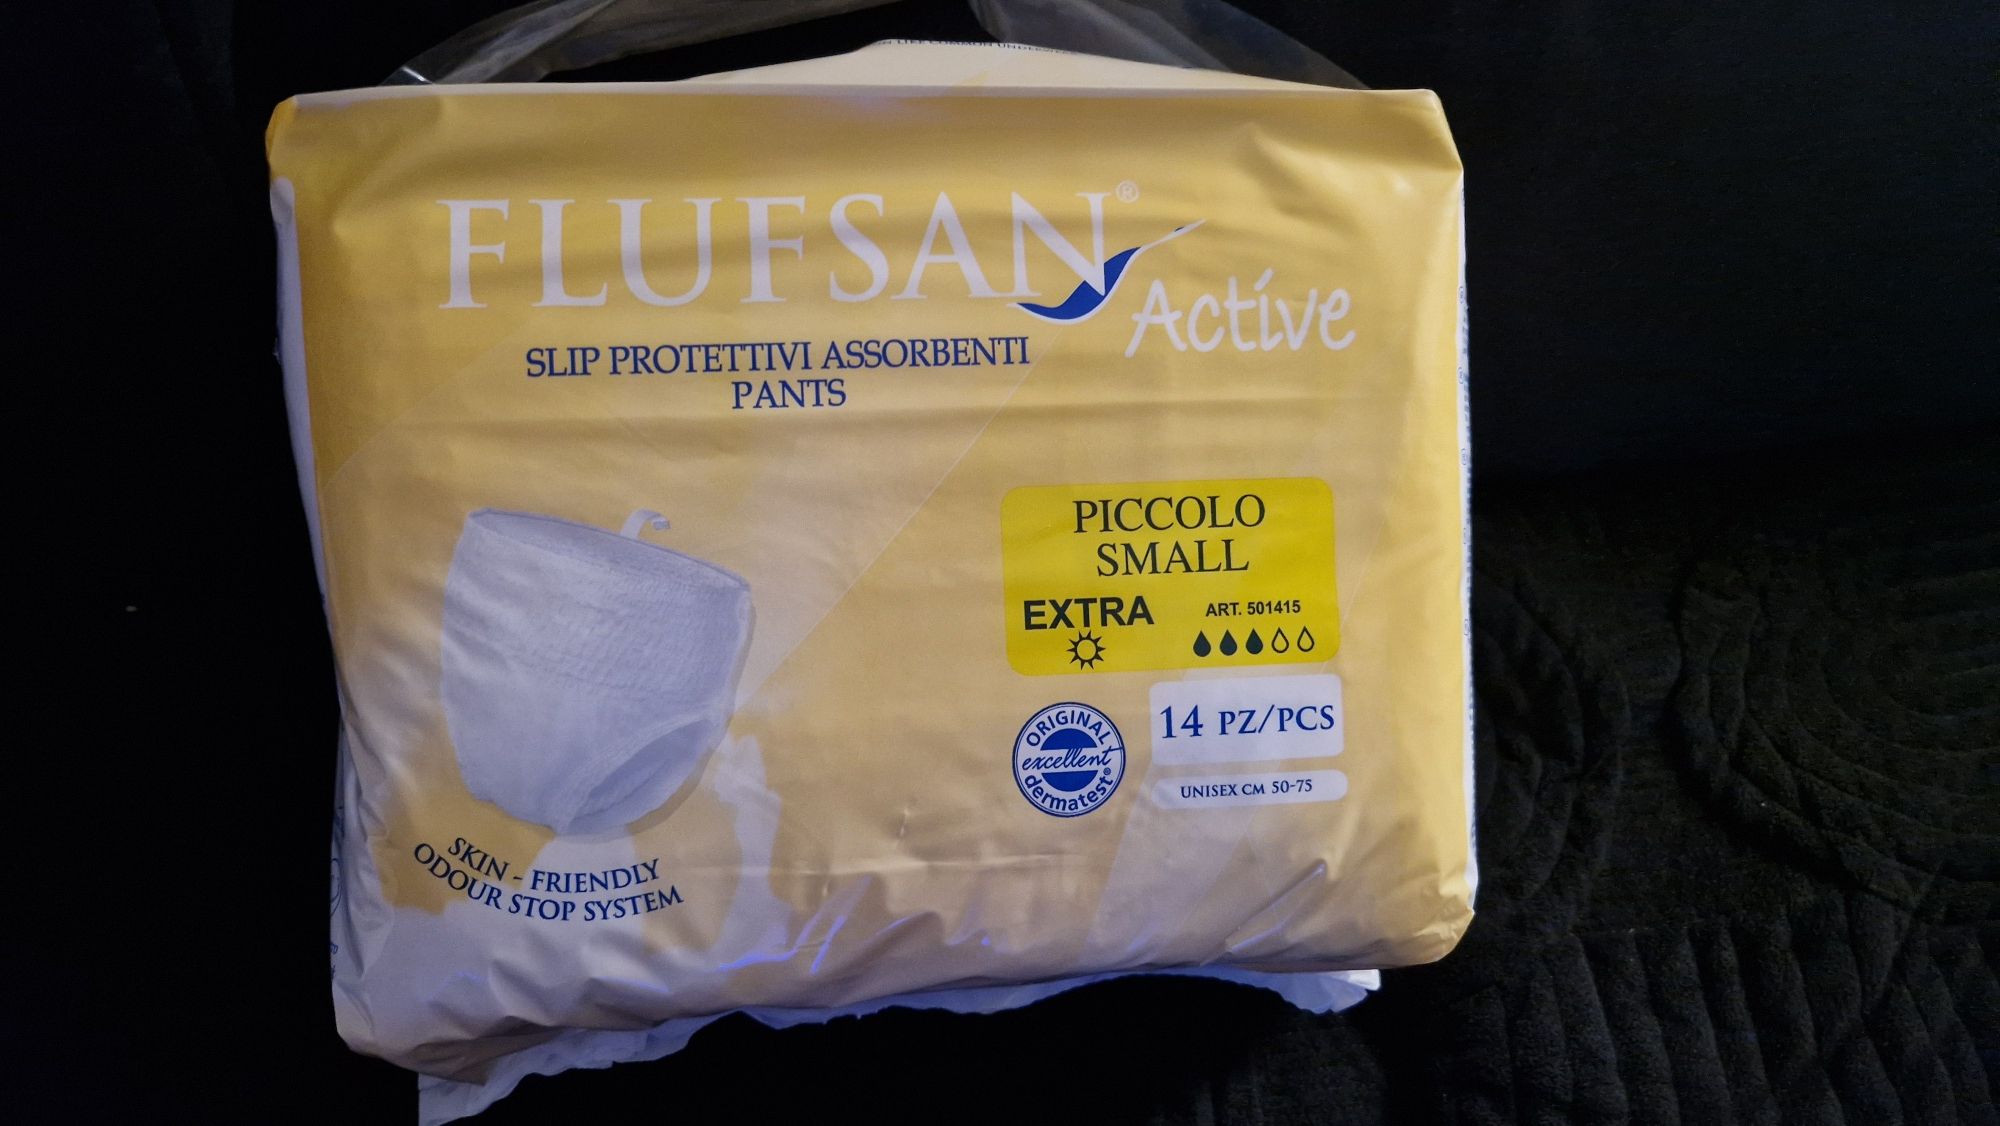 FLUFSAN®
Active
SLIP PROTETTIVI ASSORBENTI
PANTS
PICCOLO
SMALL
EXTRA
ART. 501415
14 PZ/PCS
UNISEX CM 50-75
ORIGINAL
excellent
dermatest®
SKIN - FRIENDLY
ODOUR STOP SYSTEM